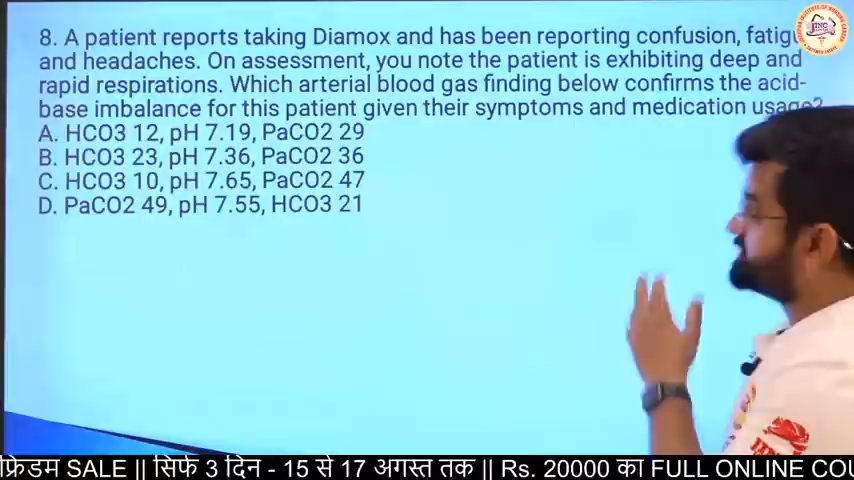 8. A patient reports taking Diamox and has been reporting confusion,
and headaches. On assessment, you note the patient is exhibiting deep and
rapid respirations. Which arterial blood gas finding below confirms the acid-
base imbalance for this patient given their symptoms and medication usage?
A. HCO3 12, pH 7.19, PaCO2 29
B. HCO3 23, pH 7.36, PaCO2 36
C. HCO3 10, pH 7.65, PaCO2 47
D. PaCO2 49, pH 7.55, HCO3 21
JINC
फ्रिडम SALE || सिर्फ 3 दिन - 15 से 17 अगस्त तक || Rs. 20000 का FULL ONLINE